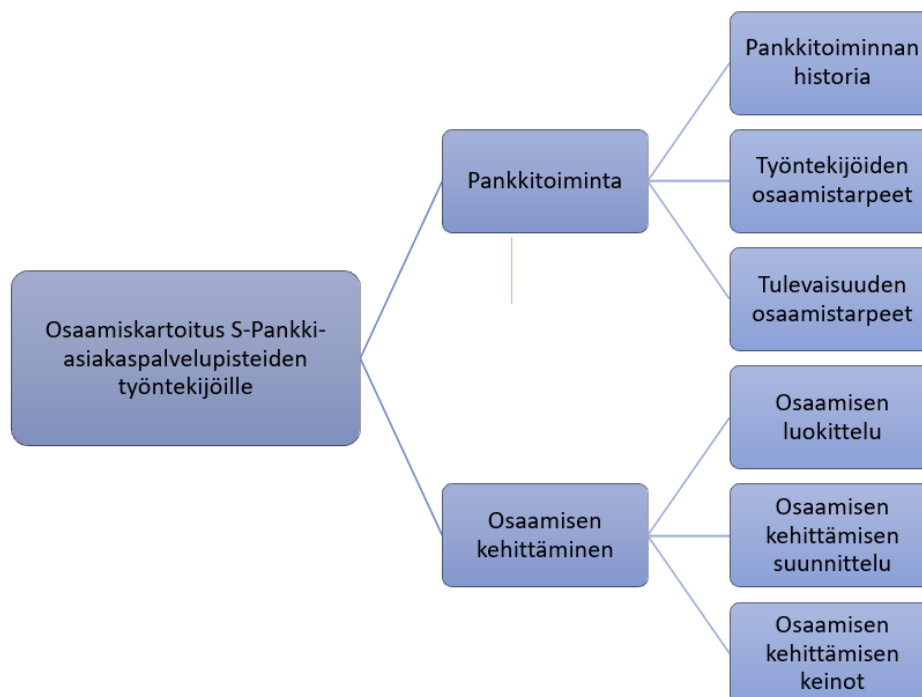 Pankkitoiminnan
historia
Pankkitoiminta
Työntekijöiden
osaamistarpeet
Tulevaisuuden
osaamistarpeet
Osaamiskartoitus S-Pankki-
asiakaspalvelupisteiden
työntekijöille
Osaamisen
luokittelu
Osaamisen
kehittäminen
Osaamisen
kehittämisen
suunnittelu
Osaamisen
kehittämisen
keinot